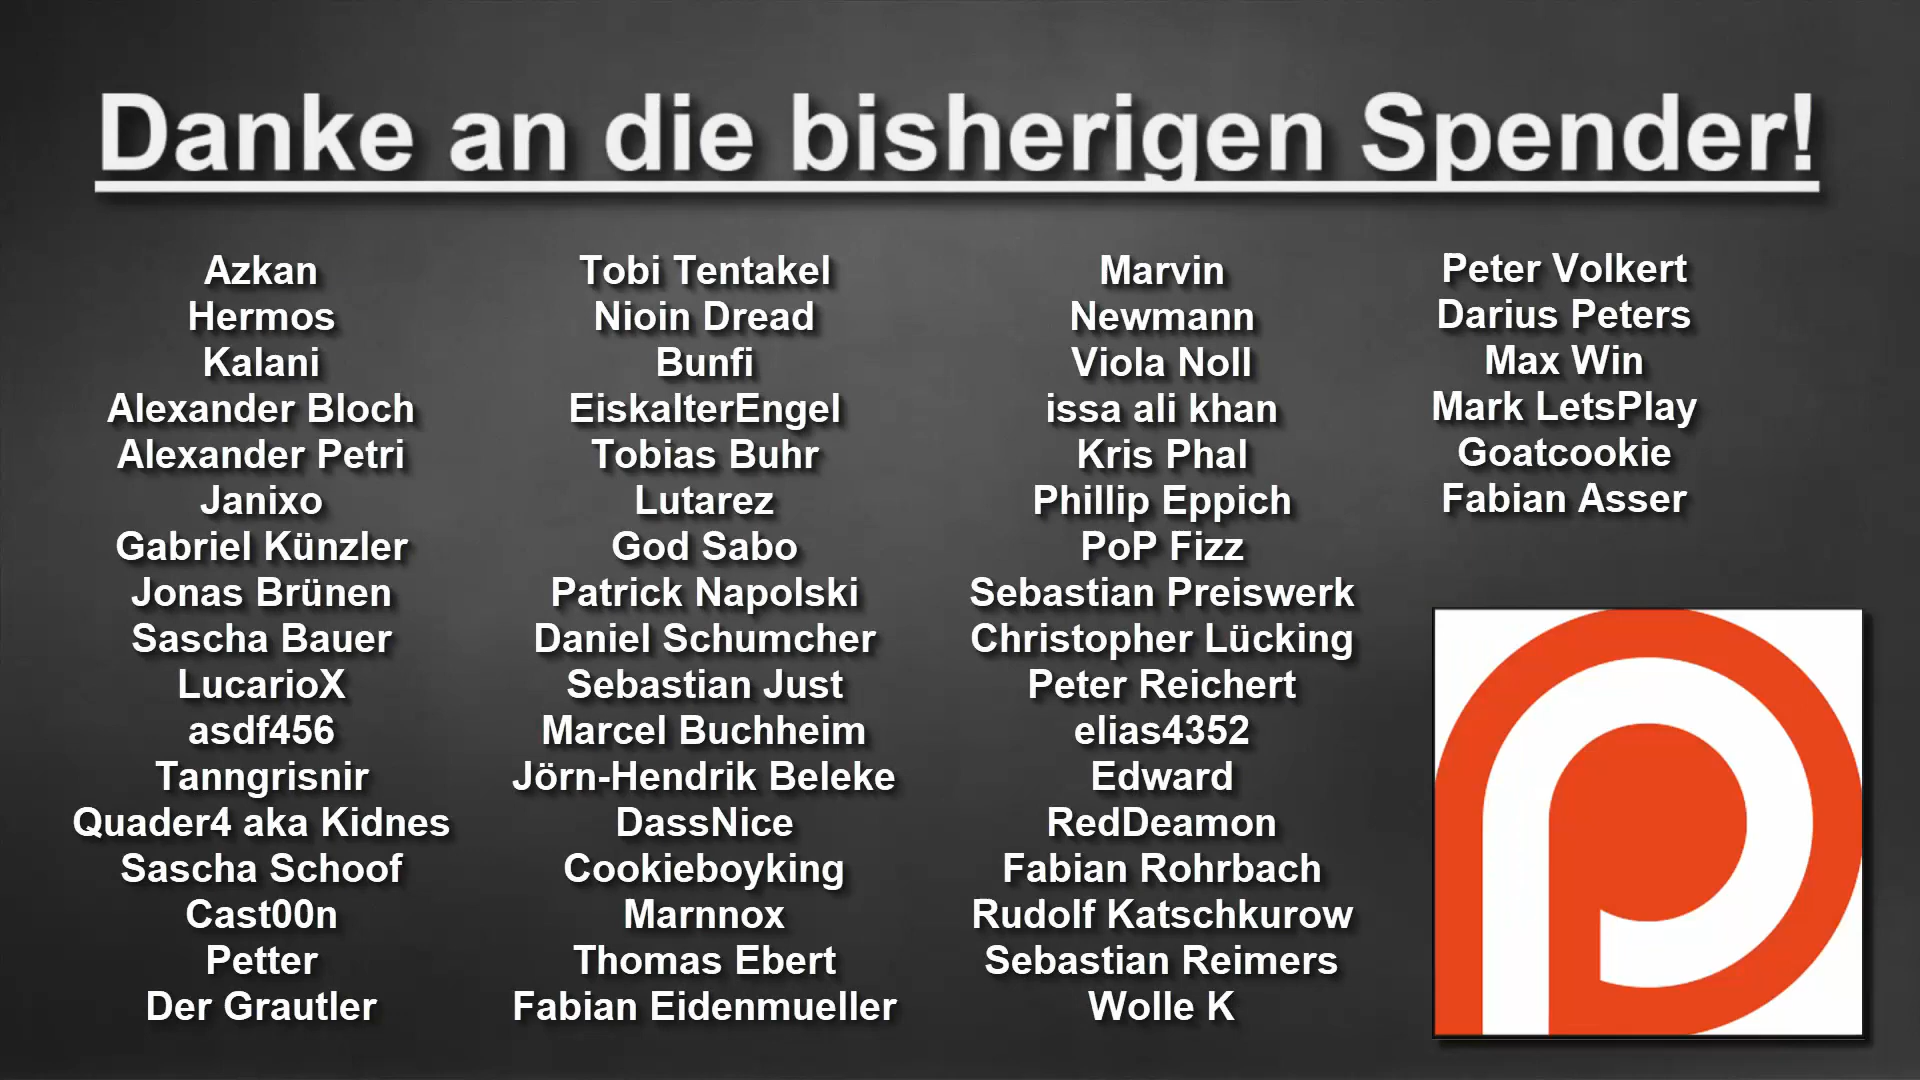 Danke an die bisherigen Spender!
Azkan
Hermos
Kalani
Alexander Bloch
Alexander Petri
Janixo
Gabriel Künzler
Jonas Brünen
Sascha Bauer
LucarioX
asdf456
Tanngrisnir
Quader4 aka Kidnes
Sascha Schoof
Cast00n
Petter
Der Grautler
Tobi Tentakel
Nioin Dread
Bunfi
EiskalterEngel
Tobias Buhr
Lutarez
God Sabo
Patrick Napolski
Daniel Schumcher
Sebastian Just
Marcel Buchheim
Jörn-Hendrik Beleke
DassNice
Cookieboyking
Marnnox
Thomas Ebert
Fabian Eidenmueller
Marvin
Newmann
Viola Noll
issa ali khan
Kris Phal
Phillip Eppich
PoP Fizz
Sebastian Preiswerk
Christopher Lücking
Peter Reichert
elias4352
Edward
RedDeamon
Fabian Rohrbach
Rudolf Katschkurow
Sebastian Reimers
Wolle K
Peter Volkert
Darius Peters
Max Win
Mark LetsPlay
Goatcookie
Fabian Asser